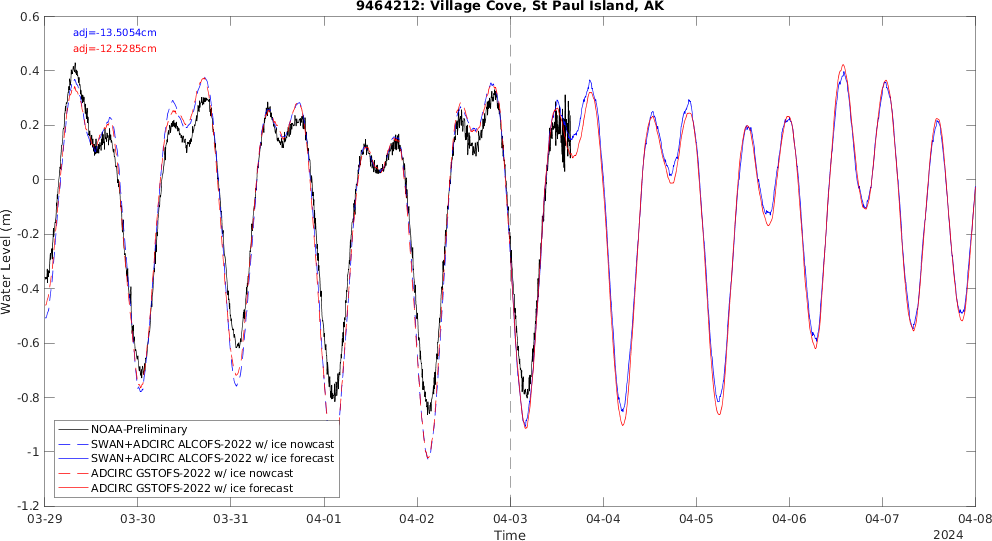 9464212: Village Cove, St Paul Island, AK
adj=-13.5054cm
adj=-12.5285cm
0.6
0.4
0.2
0
-0.2
-0.4
-0.6
-0.8
-1
-1.2
Water Level (m)
NOAA-Preliminary
SWAN+ADCIRC ALCOFS-2022 w/ ice nowcast
SWAN+ADCIRC ALCOFS-2022 w/ ice forecast
ADCIRC GSTOFS-2022 w/ ice nowcast
ADCIRC GSTOFS-2022 w/ ice forecast
03-29 03-30 03-31 04-01 04-02 04-03 04-04 04-05 04-06 04-07 04-08
Time
2024